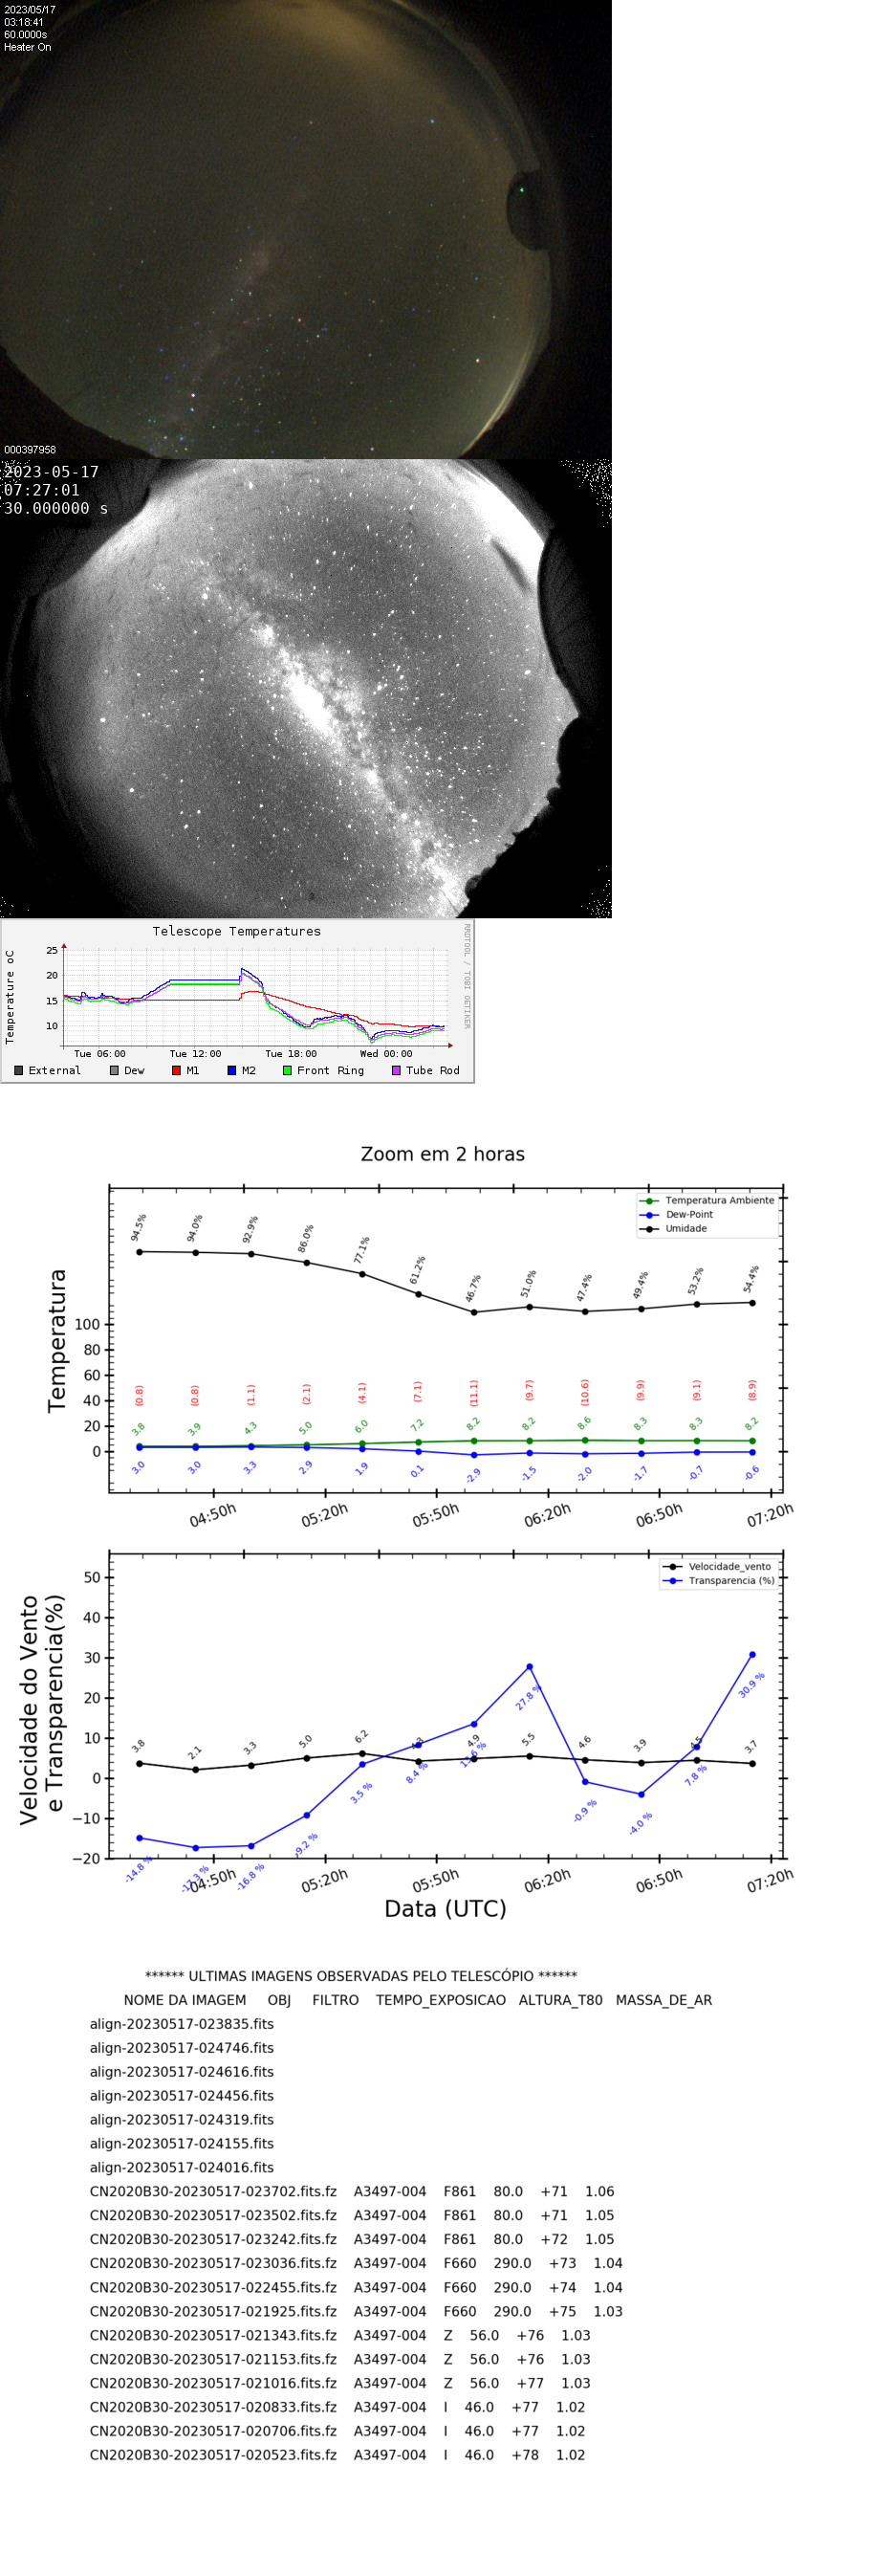 2023/05/17
03:18:41
60.0000s
Heater On
000397958
2023-05-17
07:27:01
30.000000 s
Telescope Temperatures
Temperature oC
RRDTOOL / TOBI OETIKER
25
20
15
10
Tue 06:00 Tue 12:00 Tue 18:00 Wed 00:00
External Dew M1 M2 Front Ring Tube Rod
Zoom em 2 horas
Temperatura Ambiente
Dew-Point
Umidade
Temperatura
94.5% 94.0% 92.9% 86.0% 77.1% 61.2% 46.7% 51.0% 47.4% 49.4% 53.2% 54.4%
100
80
60
40
20
0
(0.8) (0.8) (1.1) (2.1) (4.1) (7.1) (11.1) (9.7) (10.6) (9.9) (9.1) (8.9)
3.8 3.9 4.3 5.0 6.0 7.2 8.2 8.2 8.6 8.3 8.3 8.2
3.0 3.0 3.3 2.9 1.9 0.1 -2.9 -1.5 -2.0 -1.7 -0.7 -0.6
04:50h 05:20h 05:50h 06:20h 06:50h 07:20h
Velocidade_vento
Transparencia (%)
Velocidade do Vento
e Transparencia(%)
50
40
30
20
10
0
−10
−20
3.8 2.1 3.3 5.0 6.2 4.9 5.5 4.6 3.9 4.5 3.7
-14.8 % -16.8 % -9.2 % 3.5 % 8.4 % 27.8 % -0.9 % -4.0 % 7.8 % 30.9 %
04:50h 05:20h 05:50h 06:20h 06:50h 07:20h
Data (UTC)
****** ULTIMAS IMAGENS OBSERVADAS PELO TELESCÓPIO ******
NOME DA IMAGEM OBJ FILTRO TEMPO_EXPOSICAO ALTURA_T80 MASSA_DE_AR
align-20230517-023835.fits
align-20230517-024746.fits
align-20230517-024616.fits
align-20230517-024456.fits
align-20230517-024319.fits
align-20230517-024155.fits
align-20230517-024016.fits
CN2020B30-20230517-023702.fits.fz A3497-004 F861 80.0 +71 1.06
CN2020B30-20230517-023502.fits.fz A3497-004 F861 80.0 +71 1.05
CN2020B30-20230517-023242.fits.fz A3497-004 F861 80.0 +72 1.05
CN2020B30-20230517-023036.fits.fz A3497-004 F660 290.0 +73 1.04
CN2020B30-20230517-022455.fits.fz A3497-004 F660 290.0 +74 1.04
CN2020B30-20230517-021925.fits.fz A3497-004 F660 290.0 +75 1.03
CN2020B30-20230517-021343.fits.fz A3497-004 Z 56.0 +76 1.03
CN2020B30-20230517-021153.fits.fz A3497-004 Z 56.0 +76 1.03
CN2020B30-20230517-021016.fits.fz A3497-004 Z 56.0 +77 1.03
CN2020B30-20230517-020833.fits.fz A3497-004 I 46.0 +77 1.02
CN2020B30-20230517-020706.fits.fz A3497-004 I 46.0 +77 1.02
CN2020B30-20230517-020523.fits.fz A3497-004 I 46.0 +78 1.02